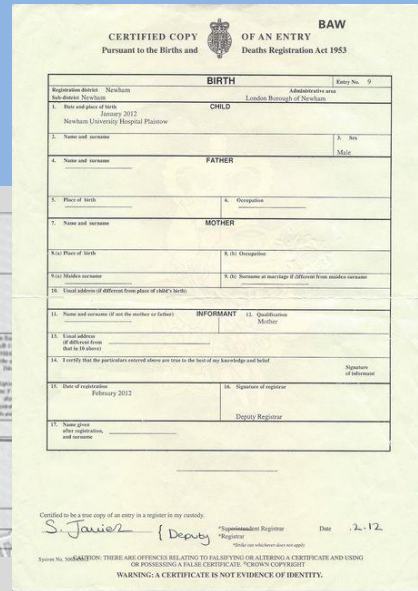 BAW
CERTIFIED COPY OF AN ENTRY
Pursuant to the Births and Deaths Registration Act 1953
BIRTH
Entry No. 9
Registration district Newham
Administrative area
Sub-district Newham
London Borough of Newham
1. Date and place of birth
CHILD
January 2012
Newham University Hospital Plaistow
2. Name and surname
3. Sex
Male
4. Name and surname
FATHER
5. Place of birth
6. Occupation
7. Name and surname
MOTHER
8.(a) Place of birth
8. (b) Occupation
9.(a) Maiden surname
9. (b) Surname at marriage if different from maiden surname
10. Usual address (if different from place of child's birth)
11. Name and surname (if not the mother or father)
INFORMANT
12. Qualification
Mother
13. Usual address
(if different from
that in 10 above)
14. I certify that the particulars entered above are true to the best of my knowledge and belief
Signature
of informant
15. Date of registration
February 2012
16. Signature of registrar
Deputy Registrar
17. Name given
after registration,
and surname
Certified to be a true copy of an entry in a register in my custody.
S. { Deputy
*Superintendent Registrar
*Registrar
Date .2.12
*Strike out whichever does not apply
CAUTION: THERE ARE OFFENCES RELATING TO FALSIFYING OR ALTERING A CERTIFICATE AND USING
OR POSSESSING A FALSE CERTIFICATE. ©CROWN COPYRIGHT
WARNING: A CERTIFICATE IS NOT EVIDENCE OF IDENTITY.